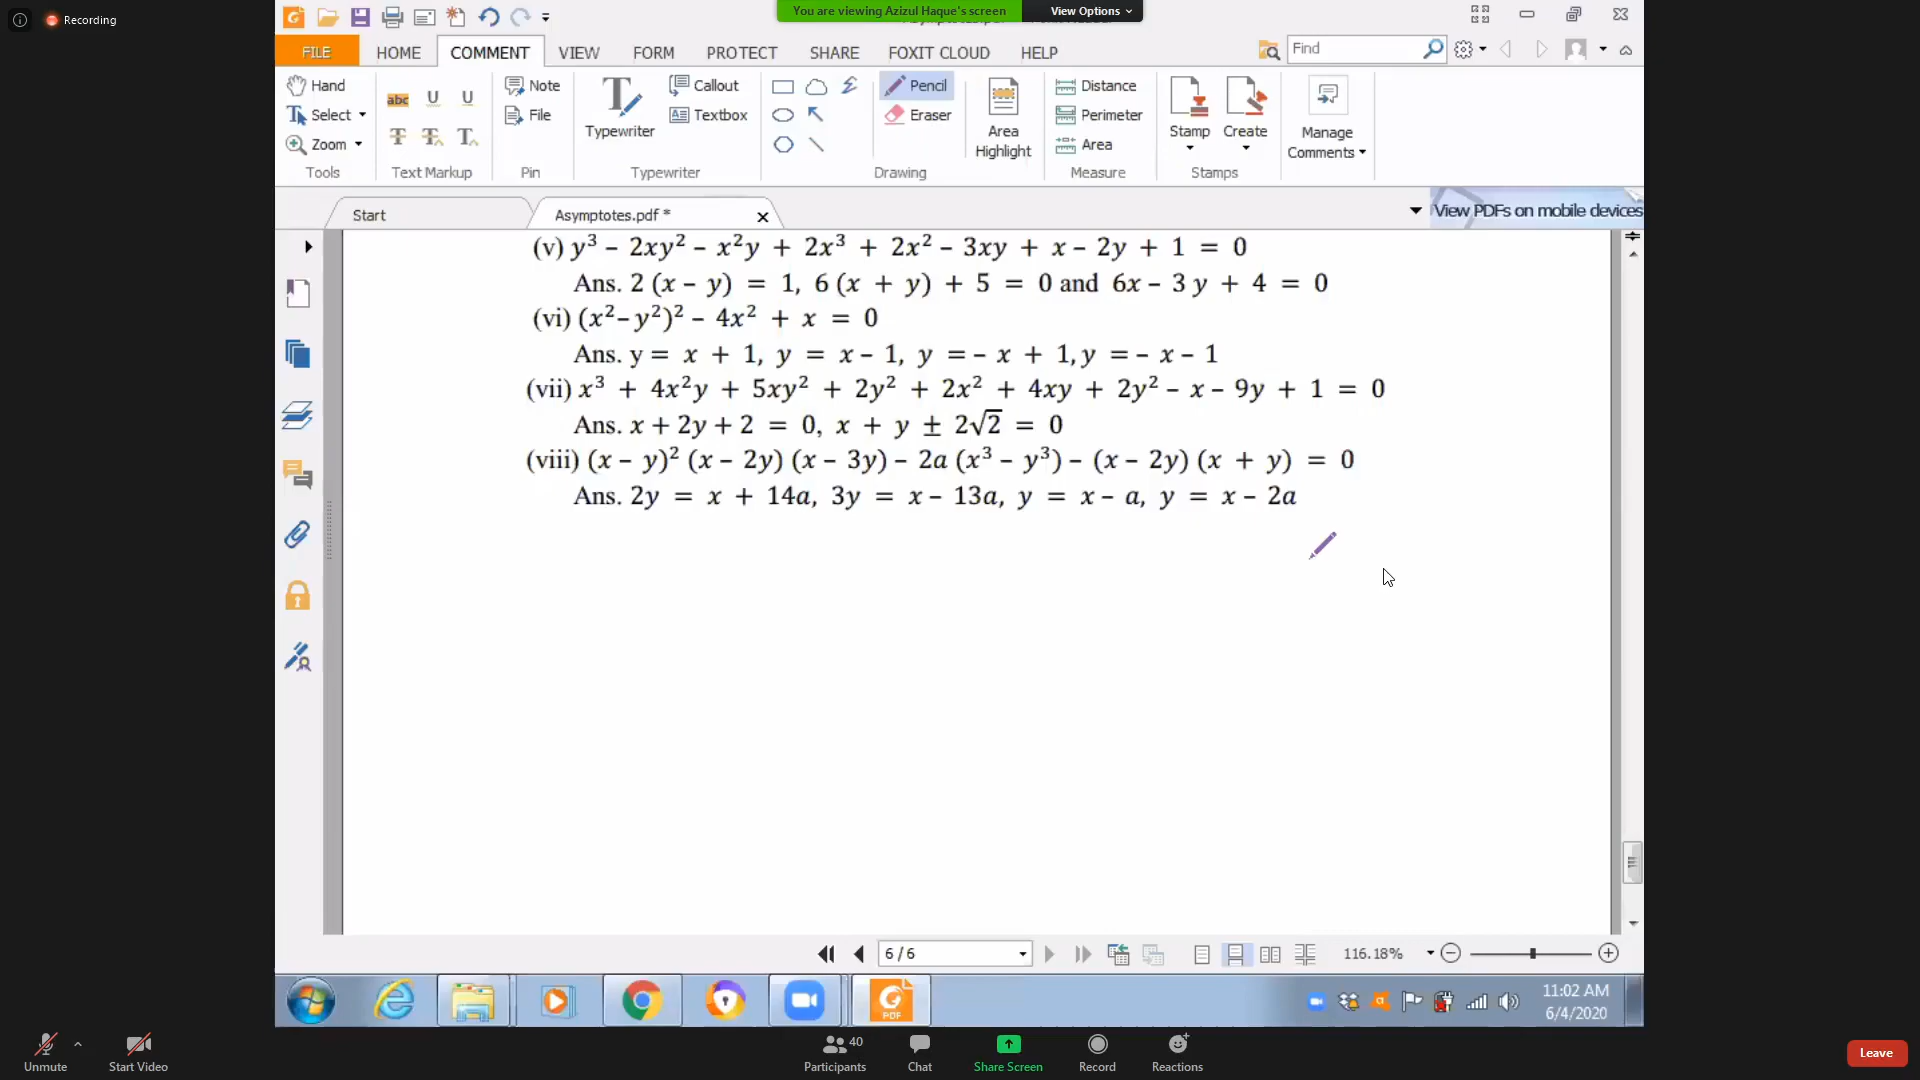 Recording
You are viewing Azizul Haque's screen View Options
FILE HOME COMMENT VIEW FORM PROTECT SHARE FOXIT CLOUD HELP Find
Hand Note Callout Pencil Distance
Select File Typewriter Textbox Eraser Area Highlight Perimeter Stamp Create Manage Comments
Zoom Area
Tools Text Markup Pin Typewriter Drawing Measure Stamps
Start Asymptotes.pdf * View PDFs on mobile devices
(v) y³ − 2xy² − x²y + 2x³ + 2x² − 3xy + x − 2y + 1 = 0
Ans. 2 (x − y) = 1, 6 (x + y) + 5 = 0 and 6x − 3 y + 4 = 0
(vi) (x²−y²)² − 4x² + x = 0
Ans. y = x + 1, y = x − 1, y = − x + 1, y = − x − 1
(vii) x³ + 4x²y + 5xy² + 2y² + 2x² + 4xy + 2y² − x − 9y + 1 = 0
Ans. x + 2y + 2 = 0, x + y ± 2√2 = 0
(viii) (x − y)² (x − 2y) (x − 3y) − 2a (x³ − y³) − (x − 2y) (x + y) = 0
Ans. 2y = x + 14a, 3y = x − 13a, y = x − a, y = x − 2a
6 / 6 116.18%
PDF
11:02 AM
6/4/2020
Unmute Start Video Participants 40 Chat Share Screen Record Reactions Leave